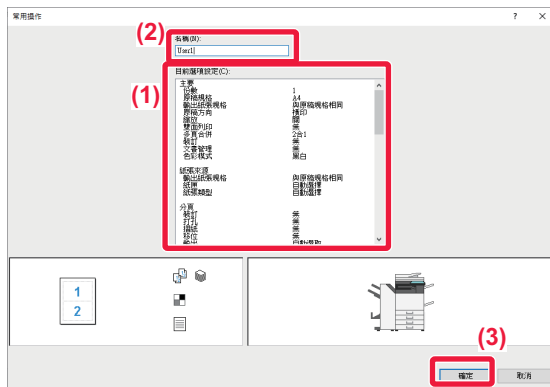 常用操作 ? ×
(2)
名稱(N):
User1
目前選項設定(C):
(1)
主要
份數 1
原稿規格 A4
輸出紙張規格 與原稿規格相同
原稿方向 橫印
縮放 關
雙面列印 無
多頁合併 2合1
裝訂 無
文書管理 無
色彩模式 黑白
紙張來源
輸出紙張規格 與原稿規格相同
紙匣 自動選擇
紙張類型 自動選擇
分頁
裝訂 無
打孔 無
摺紙 無
移位 無
輸出 自動選取
1
2
(3)
確定 取消